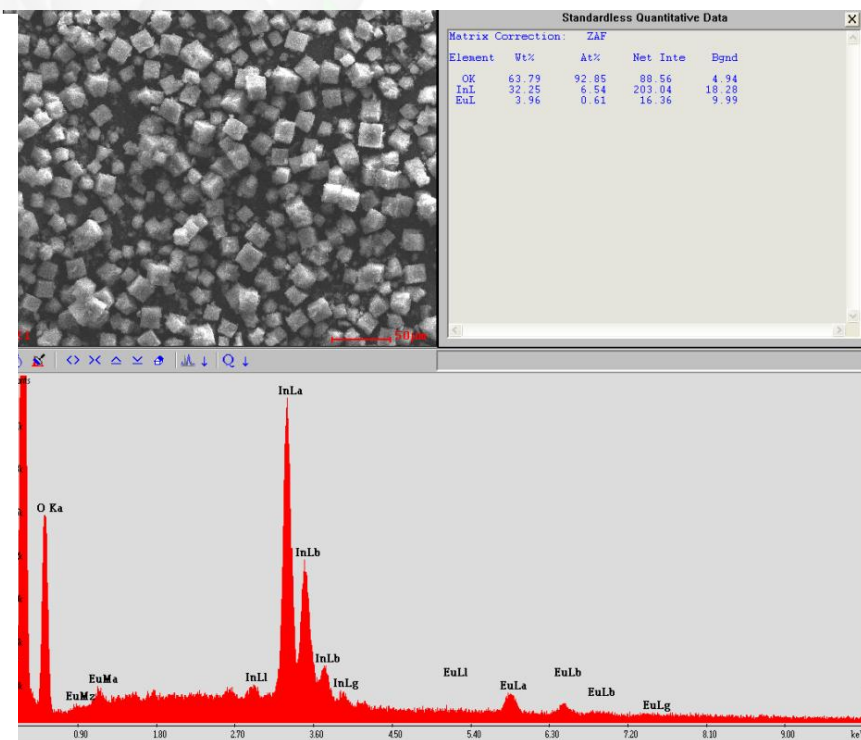 Standardless Quantitative Data
Matrix Correction: ZAF
Element Wt% At% Net Inte Bgnd
OK 63.79 92.85 88.56 4.94
InL 32.25 6.54 203.04 18.28
EuL 3.96 0.61 16.36 9.99
50µm
Q
InLa
O Ka
InLb
InLb
EuMa
InLl
InLg
EuMz
EuLl
EuLa
EuLb
EuLb
EuLg
0.90 1.80 2.70 3.60 4.50 5.40 6.30 7.20 8.10 9.00 ke